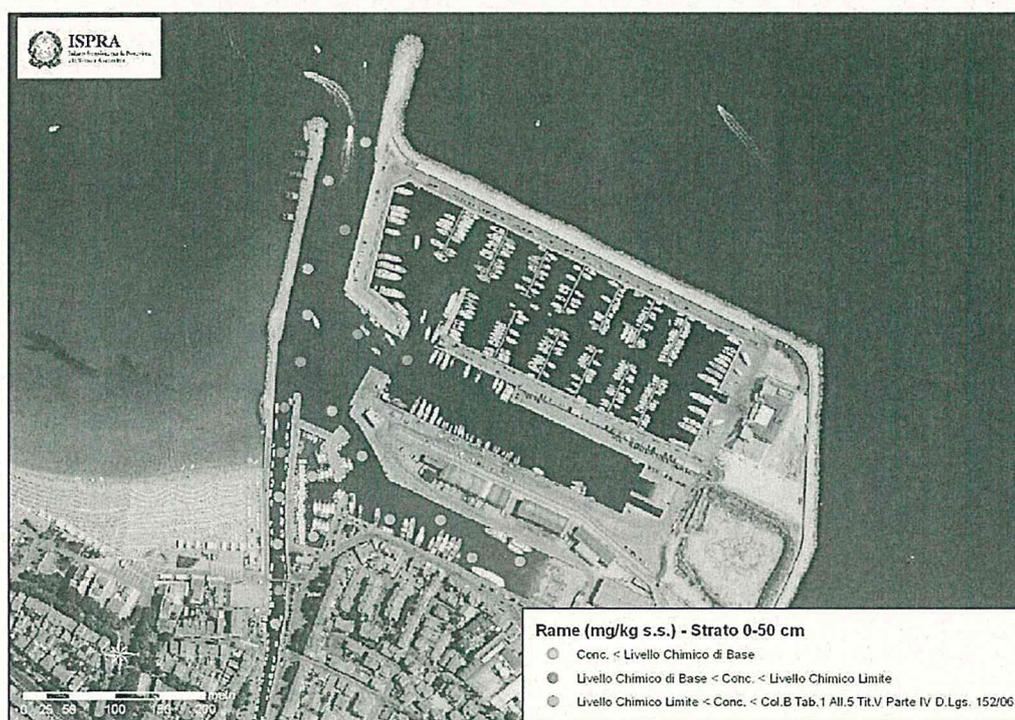 ISPRA
Rame (mg/kg s.s.) - Strato 0-50 cm
Conc. < Livello Chimico di Base
Livello Chimico di Base < Conc. < Livello Chimico Limite
Livello Chimico Limite < Conc. < Col.B Tab.1 All.5 Tit.V Parte IV D.Lgs. 152/06
0 25 50 100 150 200